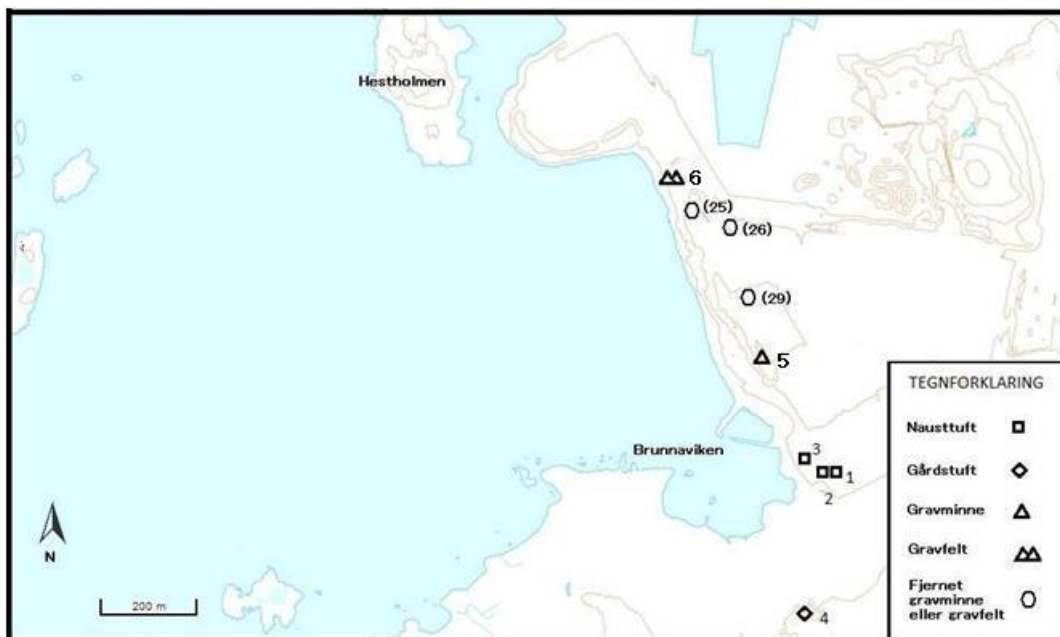 Hestholmen
6
(25)
(26)
(29)
5
Brunnaviken
3
1
2
4
N
200 m
TEGNFORKLARING
Nausttuft
Gårdstuft
Gravminne
Gravfelt
Fjernet
gravminne
eller gravfelt